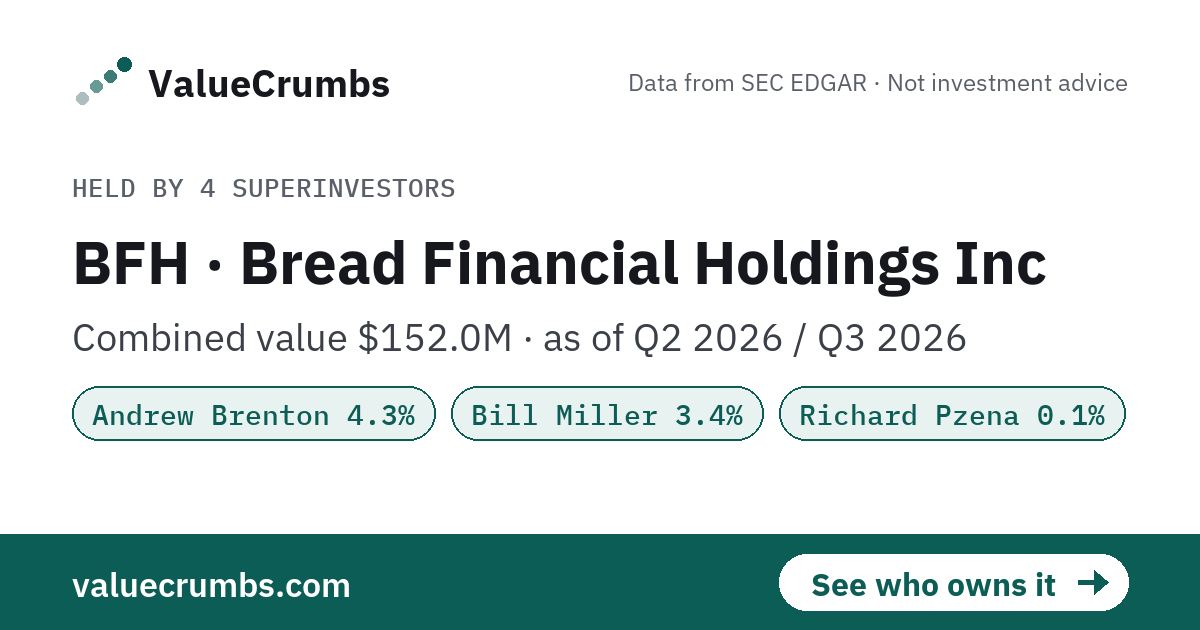 ValueCrumbs
Data from SEC EDGAR · Not investment advice
HELD BY 4 SUPERINVESTORS
BFH · Bread Financial Holdings Inc
Combined value $152.0M · as of Q2 2026 / Q3 2026
Andrew Brenton 4.3% Bill Miller 3.4% Richard Pzena 0.1%
valuecrumbs.com
See who owns it →